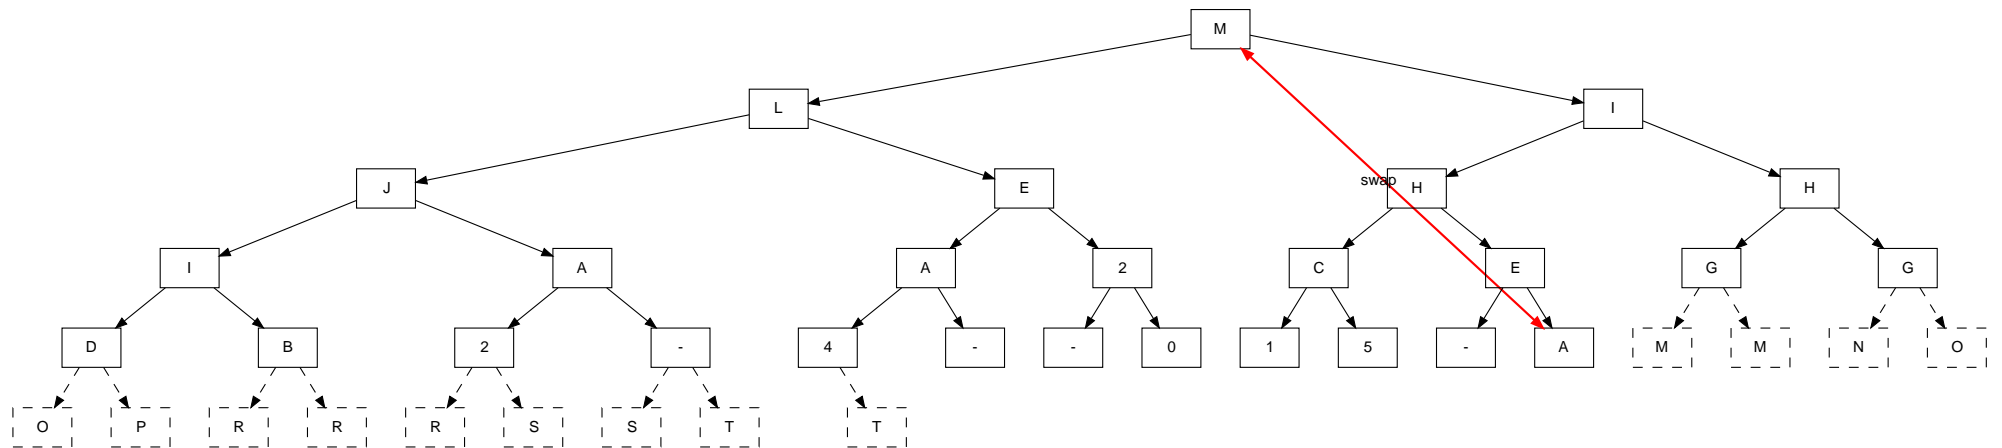 M
L I
J E swap H H
I A A 2 C E G G
D B 2 - 4 - - 0 1 5 - A M M N O
O P R R R S S T T